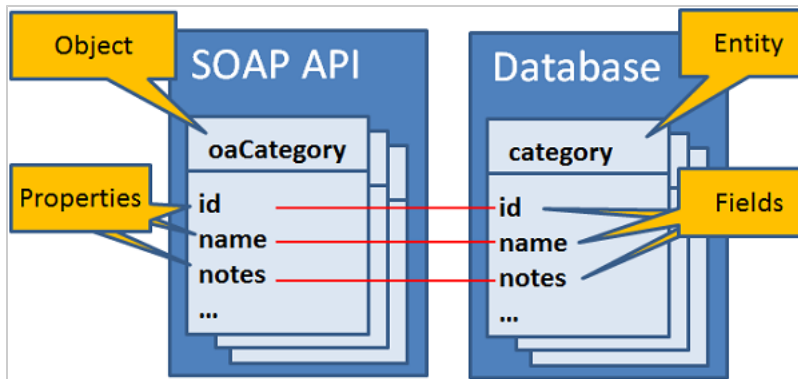 Object
SOAP API
oaCategory
Properties
id
name
notes
...
Database
Entity
category
id
name
notes
...
Fields